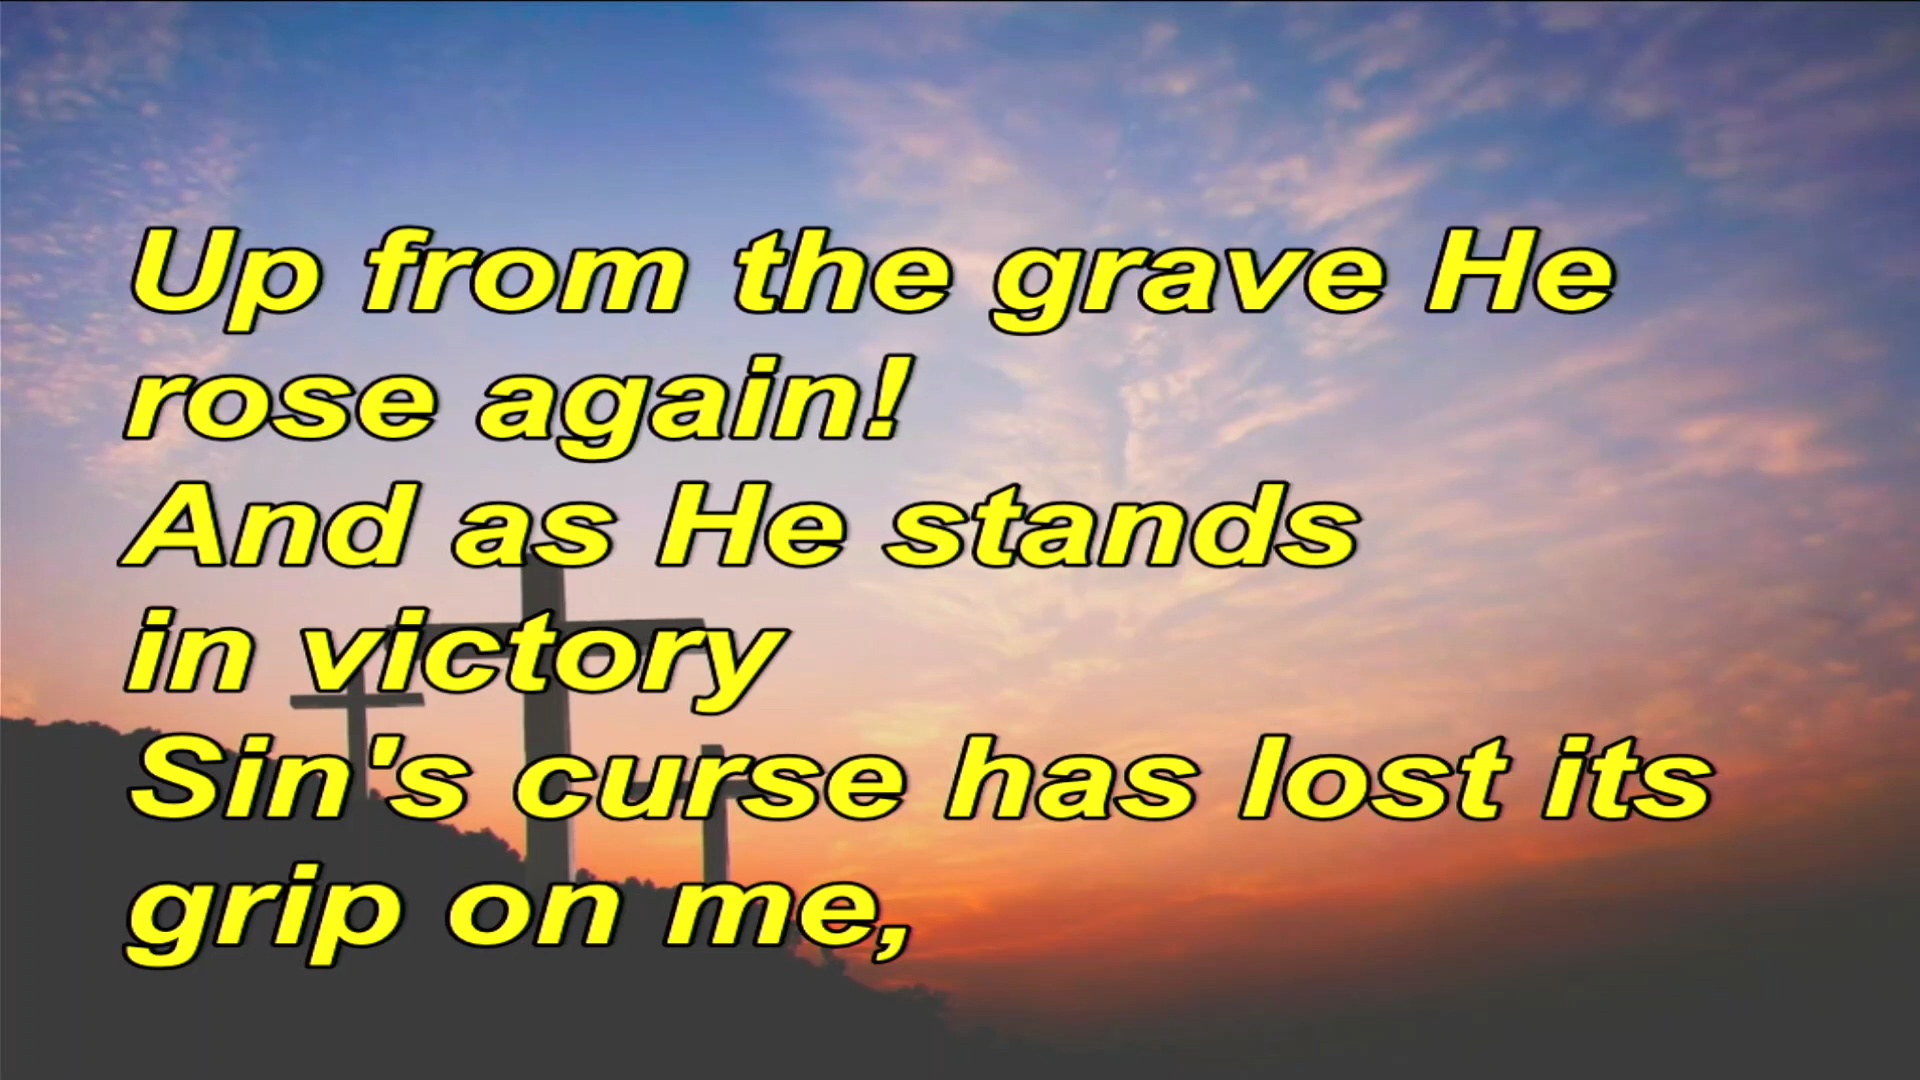 Up from the grave He
rose again!
And as He stands
in victory
Sin's curse has lost its
grip on me,